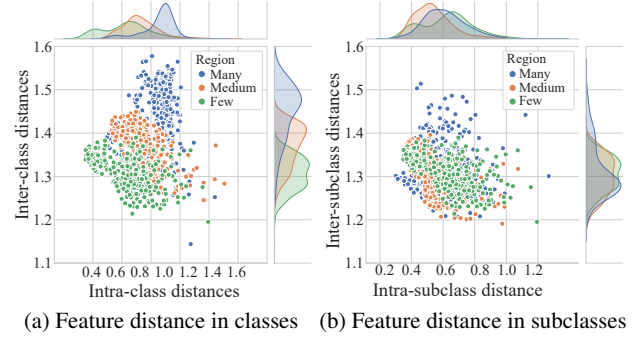 Inter-class distances
1.6
1.5
1.4
1.3
1.2
1.1
Region
Many
Medium
Few
0.4 0.6 0.8 1.0 1.2 1.4 1.6
Intra-class distances
(a) Feature distance in classes
Inter-subclass distances
1.6
1.5
1.4
1.3
1.2
1.1
Region
Many
Medium
Few
0.2 0.4 0.6 0.8 1.0 1.2
Intra-subclass distance
(b) Feature distance in subclasses